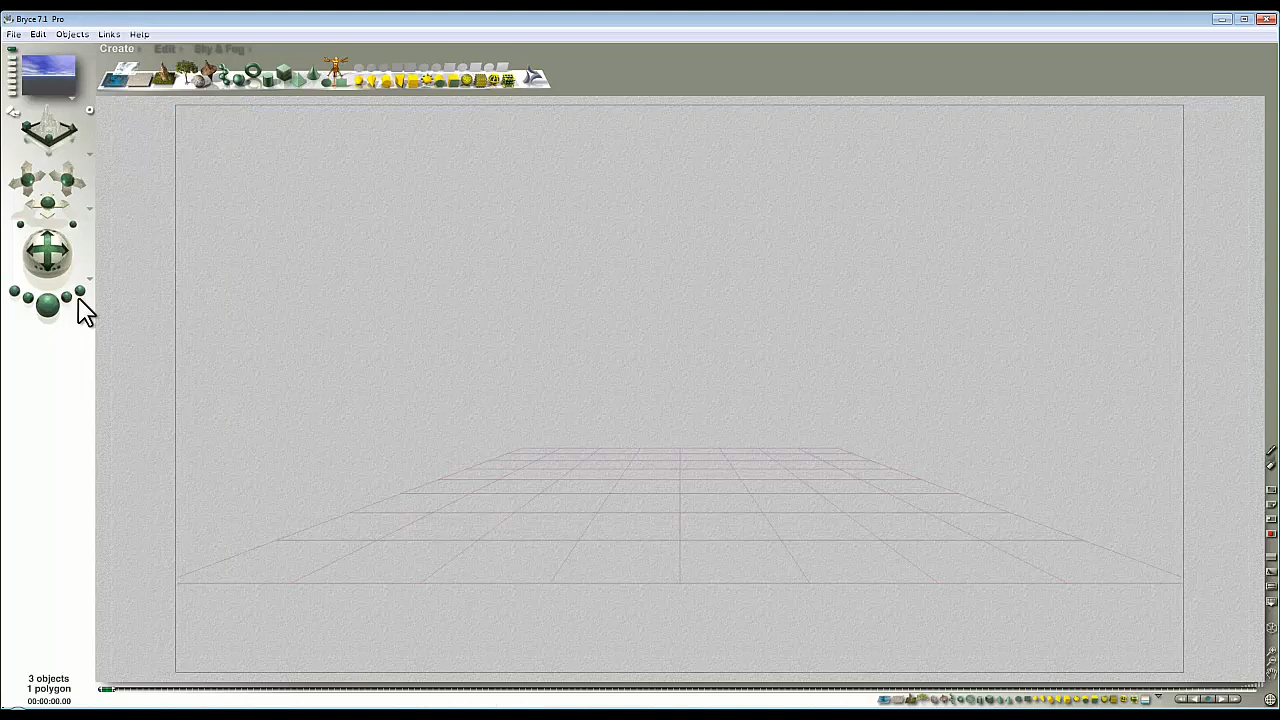 Bryce 7.1 Pro
File Edit Objects Links Help
Create Edit Sky & Fog
3 objects
1 polygon
00:00:00.00